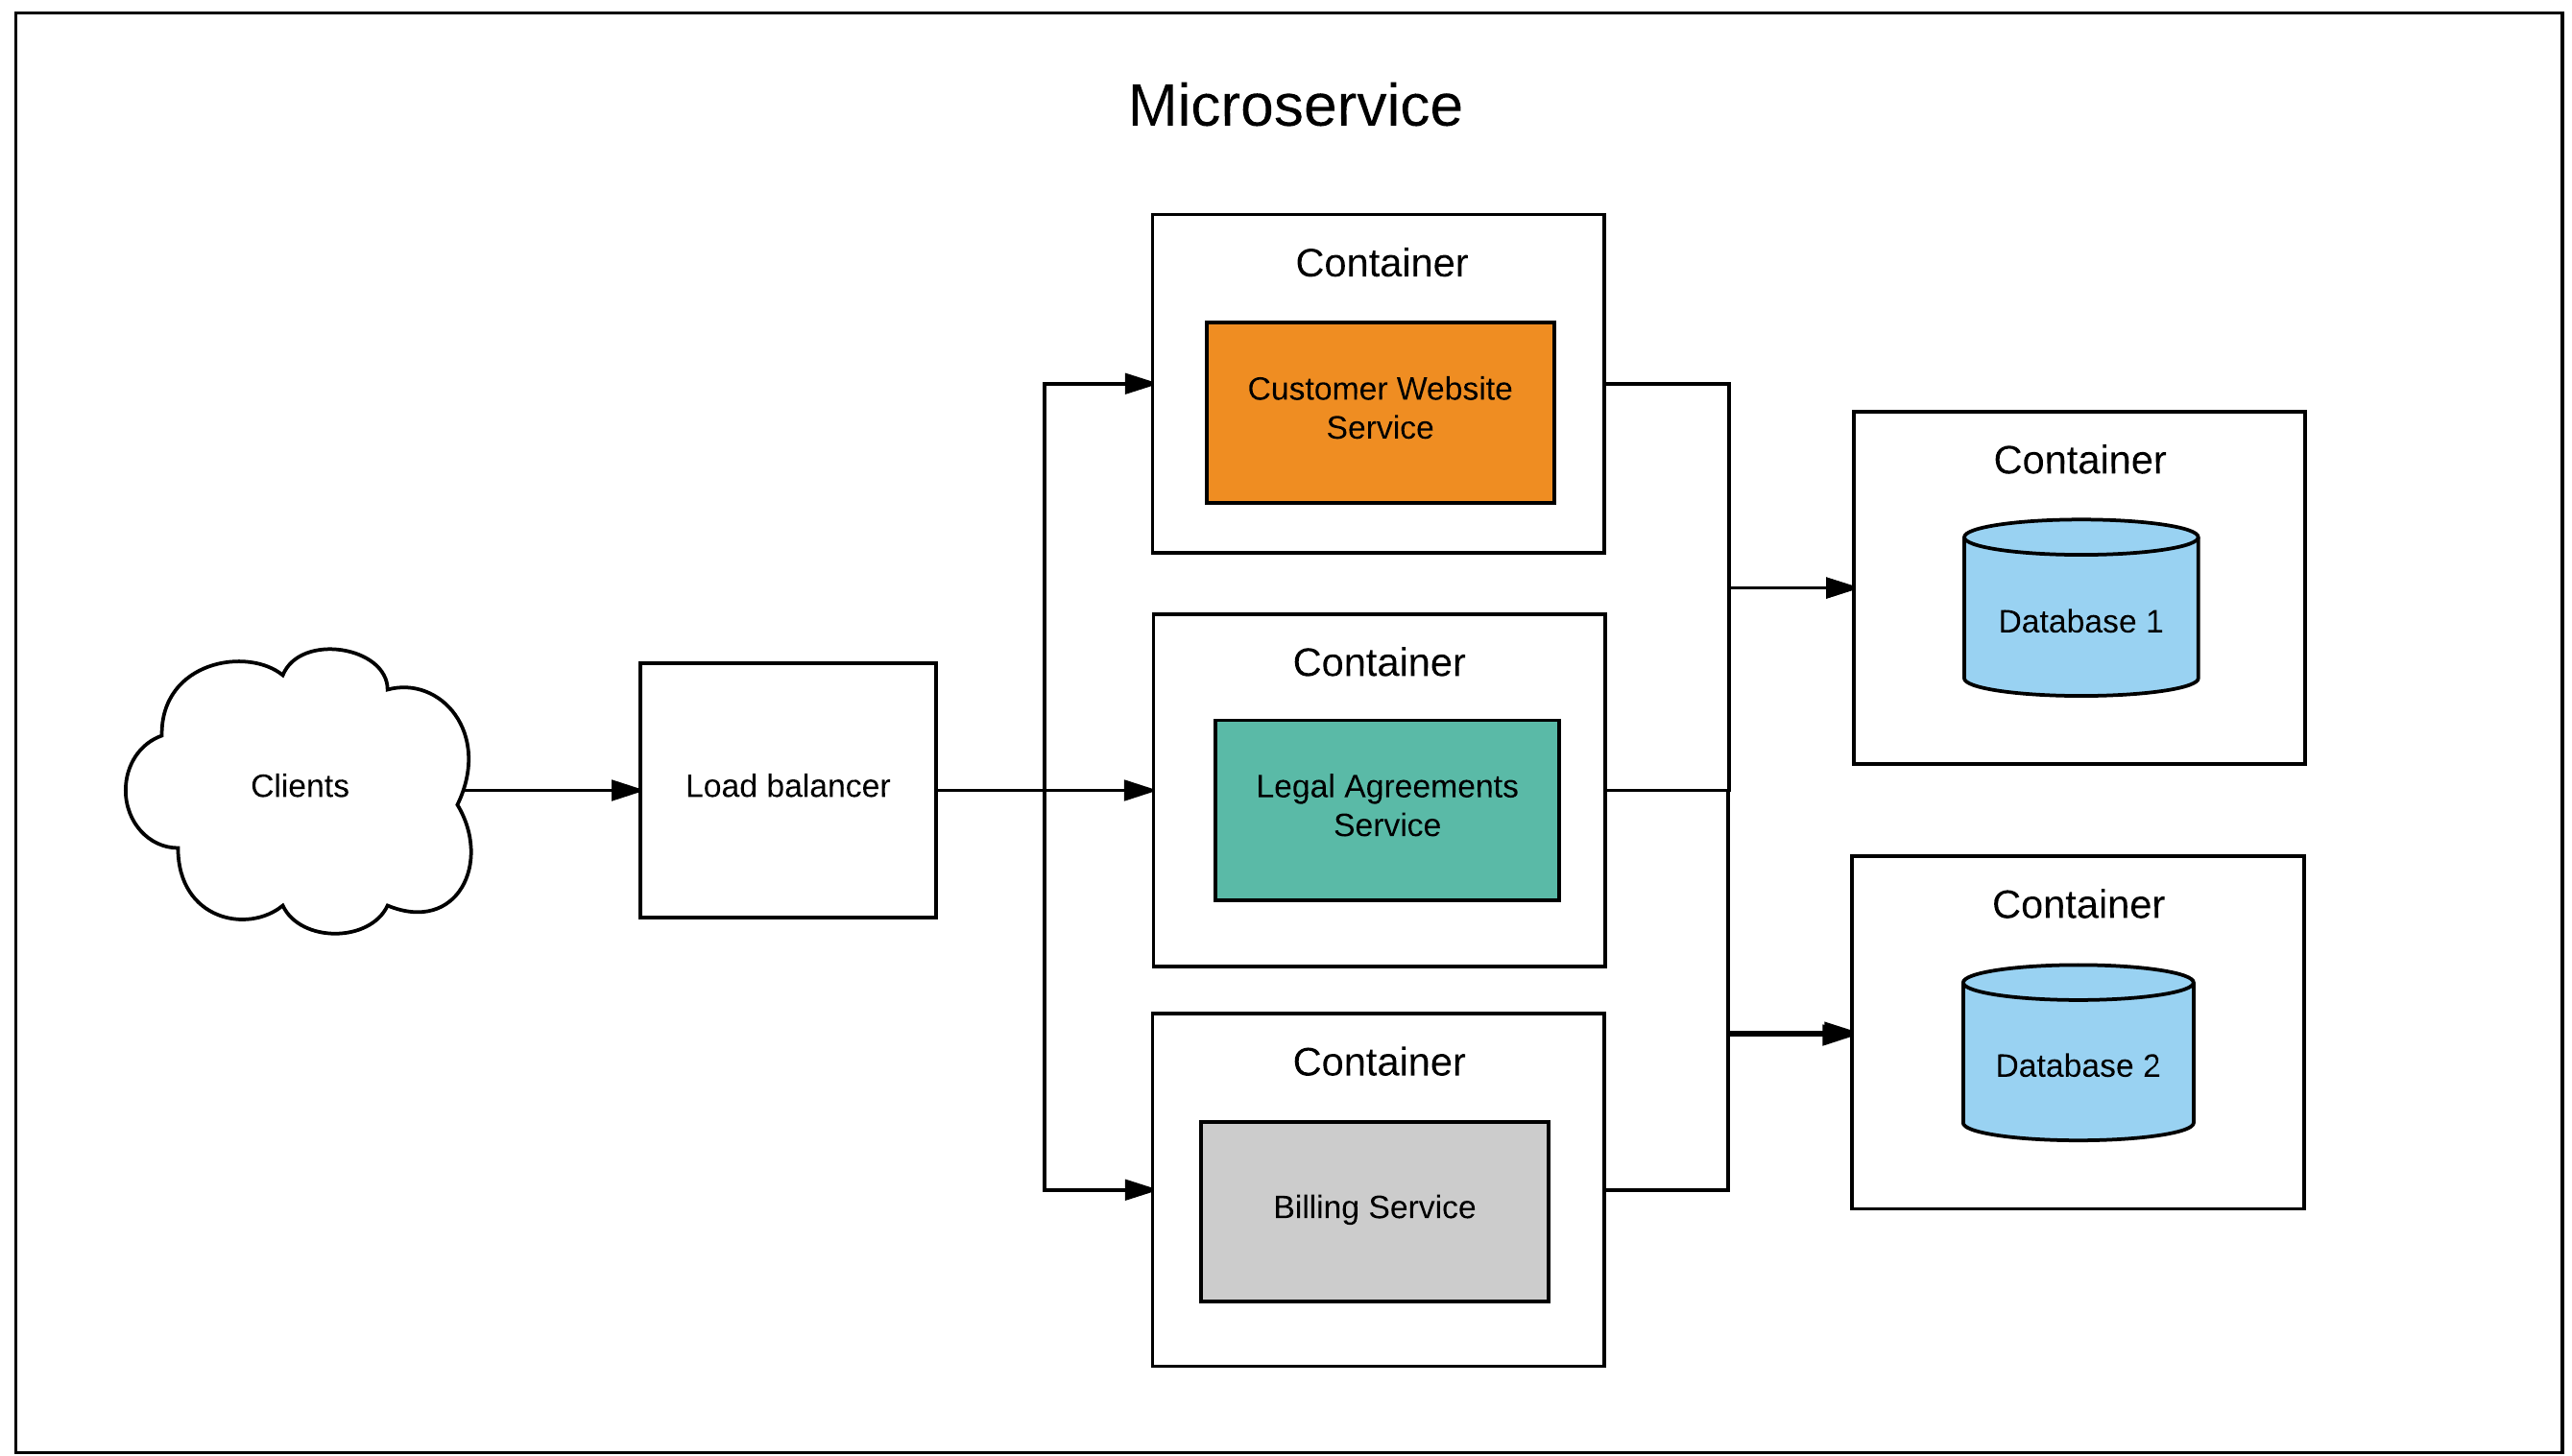 Microservice
Clients
Load balancer
Container
Customer Website
Service
Container
Legal Agreements
Service
Container
Billing Service
Container
Database 1
Container
Database 2